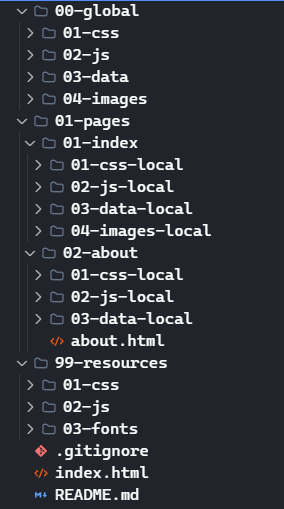 00-global
01-css
02-js
03-data
04-images
01-pages
01-index
01-css-local
02-js-local
03-data-local
04-images-local
02-about
01-css-local
02-js-local
03-data-local
about.html
99-resources
01-css
02-js
03-fonts
.gitignore
index.html
README.md